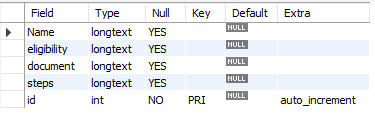 Field Type Null Key Default Extra
Name longtext YES NULL
eligibility longtext YES NULL
document longtext YES NULL
steps longtext YES NULL
id int NO PRI NULL auto_increment